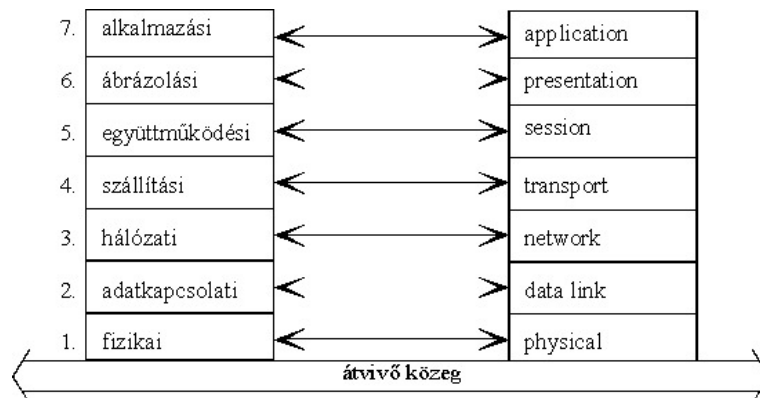 7. alkalmazási application
6. ábrázolási presentation
5. együttműködési session
4. szállítási transport
3. hálózati network
2. adatkapcsolati data link
1. fizikai physical
átvivő közeg